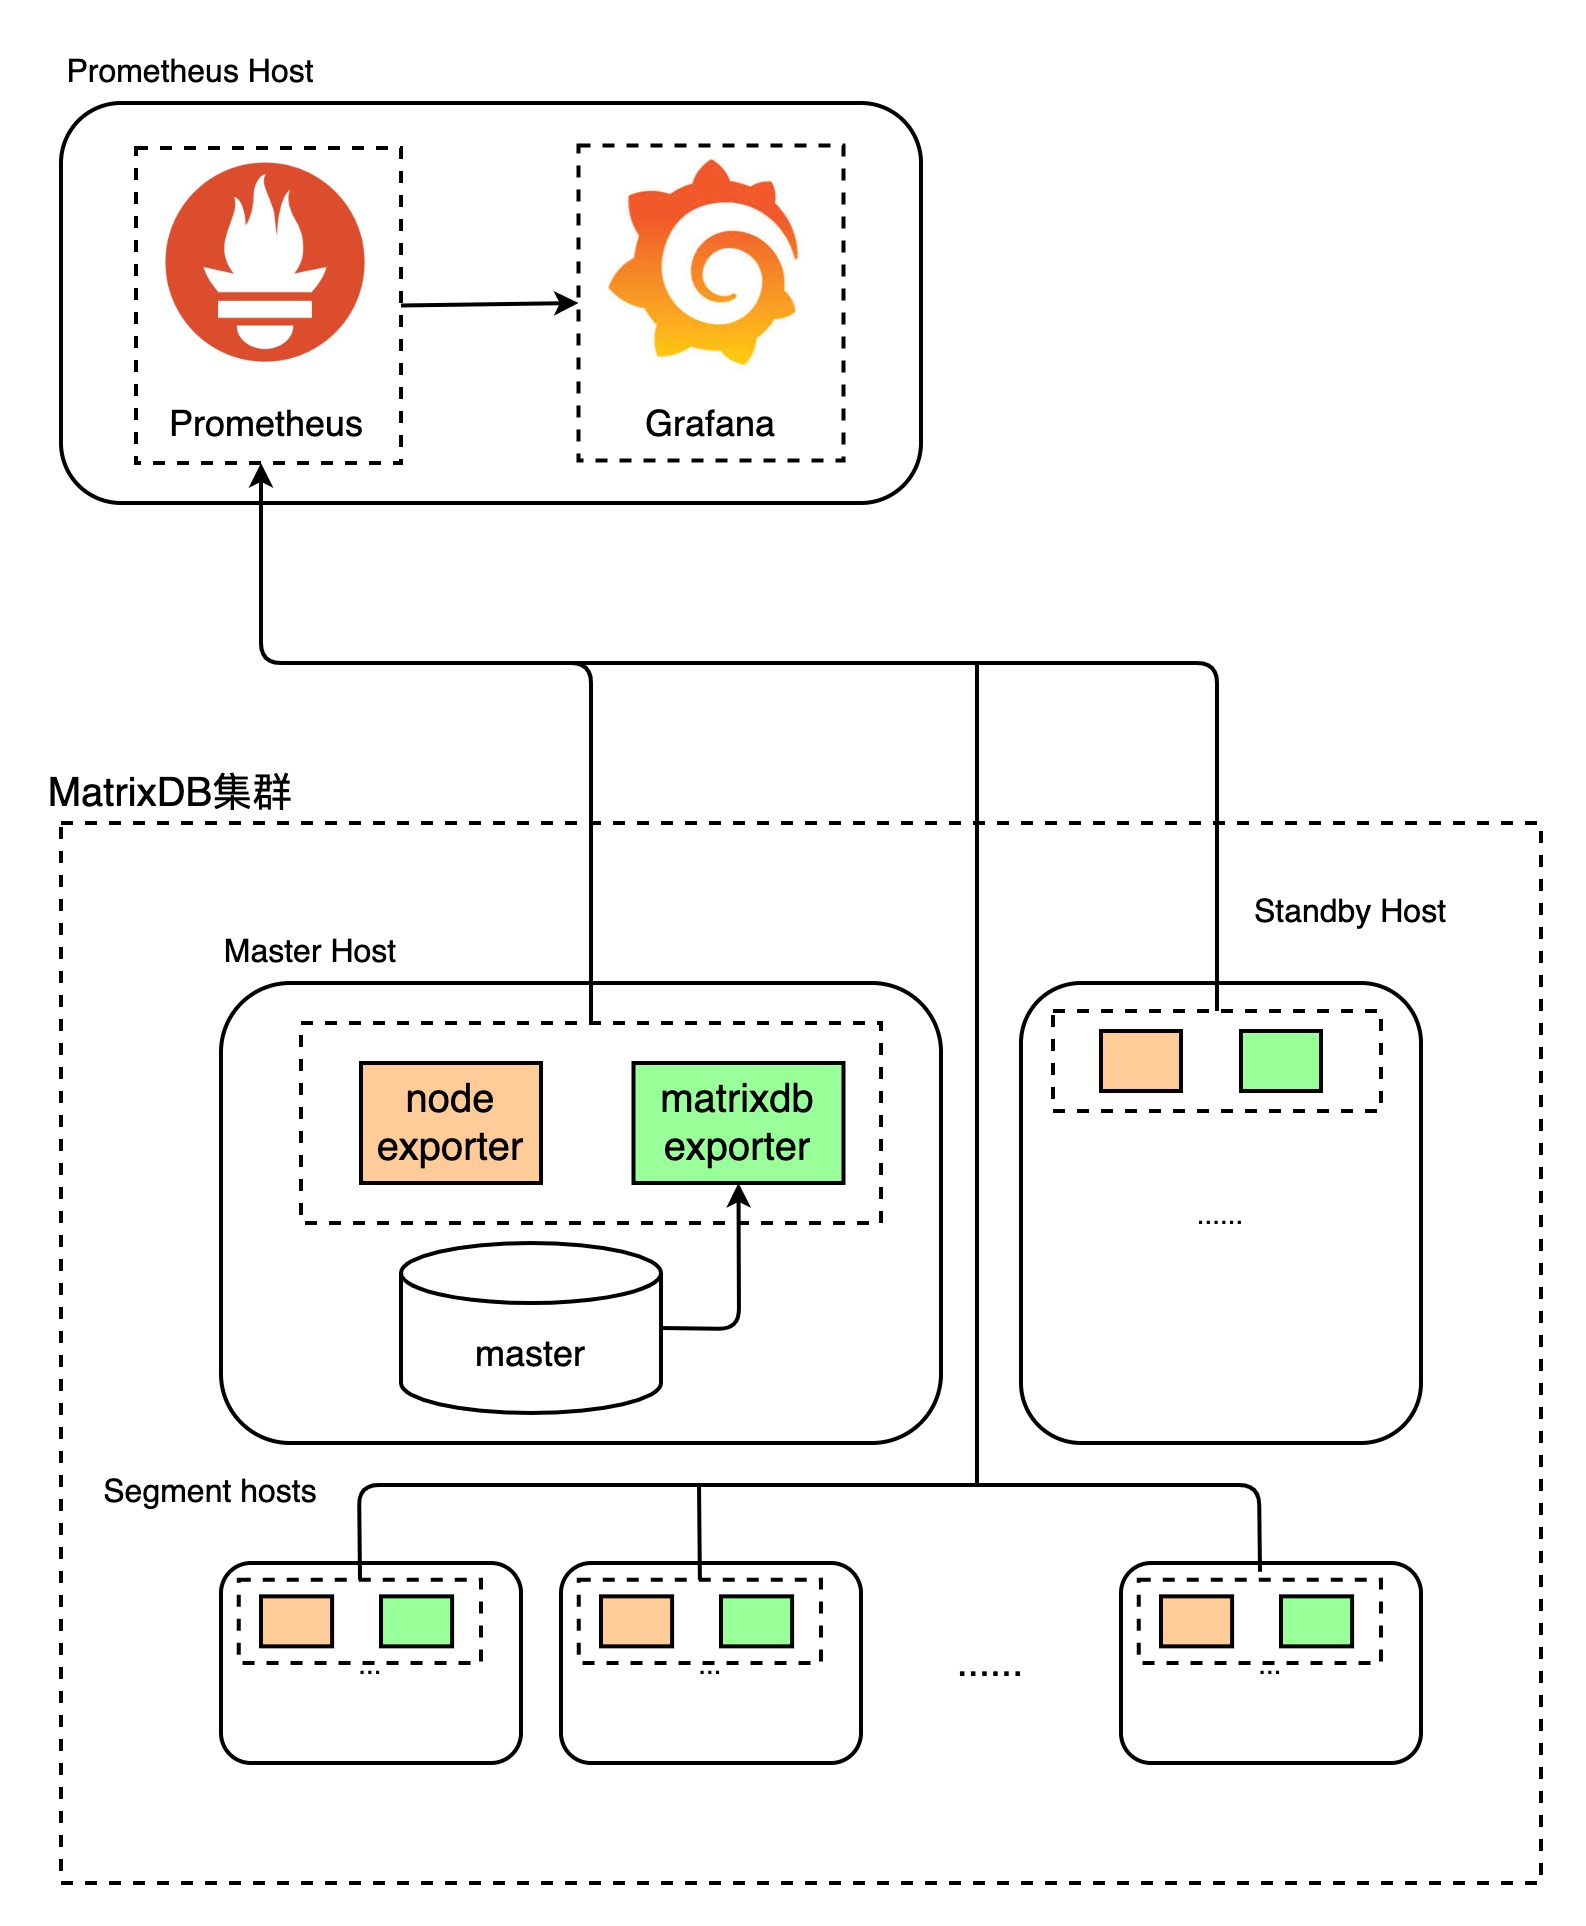 Prometheus Host
Prometheus
Grafana
MatrixDB集群
Standby Host
Master Host
node
exporter
matrixdb
exporter
......
master
Segment hosts
...
...
......
...